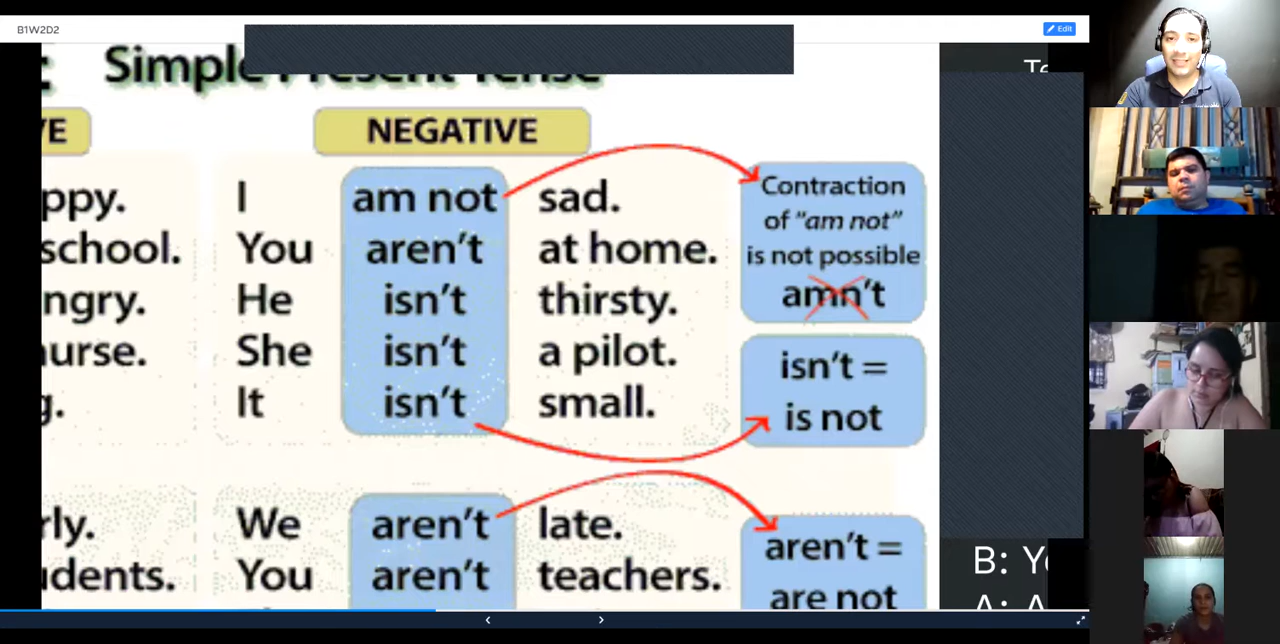 B1W2D2
Edit
Simple Present Tense
NEGATIVE
ppy. I am not sad.
school. You aren't at home.
ngry. He isn't thirsty.
urse. She isn't a pilot.
g. It isn't small.
Contraction
of "am not"
is not possible
amn't
isn't =
is not
rly. We aren't late.
udents. You aren't teachers.
aren't =
are not
B: Yo
A: A